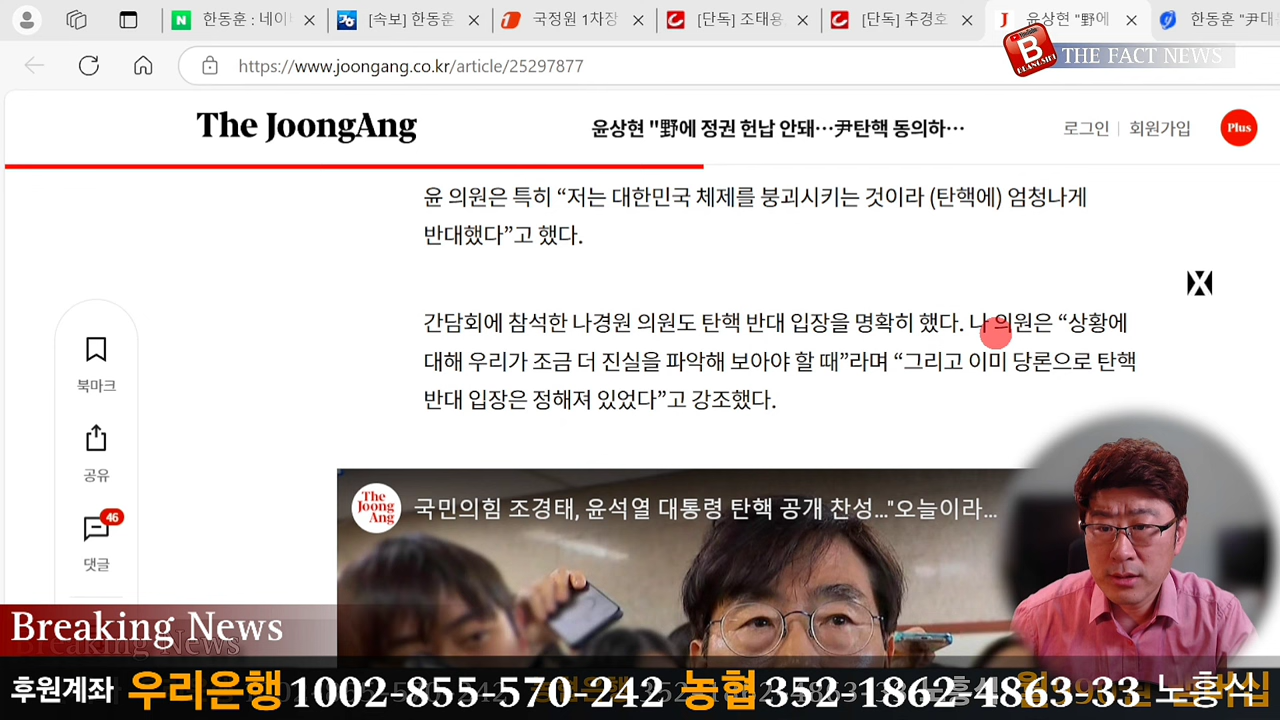 한동훈 : 네이
[속보] 한동훈
국정원 1차장
[단독] 조태용
[단독] 추경호
윤상현 "野에
한동훈 "尹대
https://www.joongang.co.kr/article/25297877
THE FACT NEWS
The JoongAng
윤상현 "野에 정권 헌납 안돼…尹탄핵 동의하…
로그인
회원가입
Plus
윤 의원은 특히 “저는 대한민국 체제를 붕괴시키는 것이라 (탄핵에) 엄청나게
반대했다”고 했다.
간담회에 참석한 나경원 의원도 탄핵 반대 입장을 명확히 했다. 나 의원은 “상황에
대해 우리가 조금 더 진실을 파악해 보아야 할 때”라며 “그리고 이미 당론으로 탄핵
반대 입장은 정해져 있었다”고 강조했다.
북마크
공유
46
댓글
The JoongAng
국민의힘 조경태, 윤석열 대통령 탄핵 공개 찬성..."오늘이라...
Breaking News
후원계좌 우리은행 1002-855-570-242 농협 352-1862-4863-33 노흥식